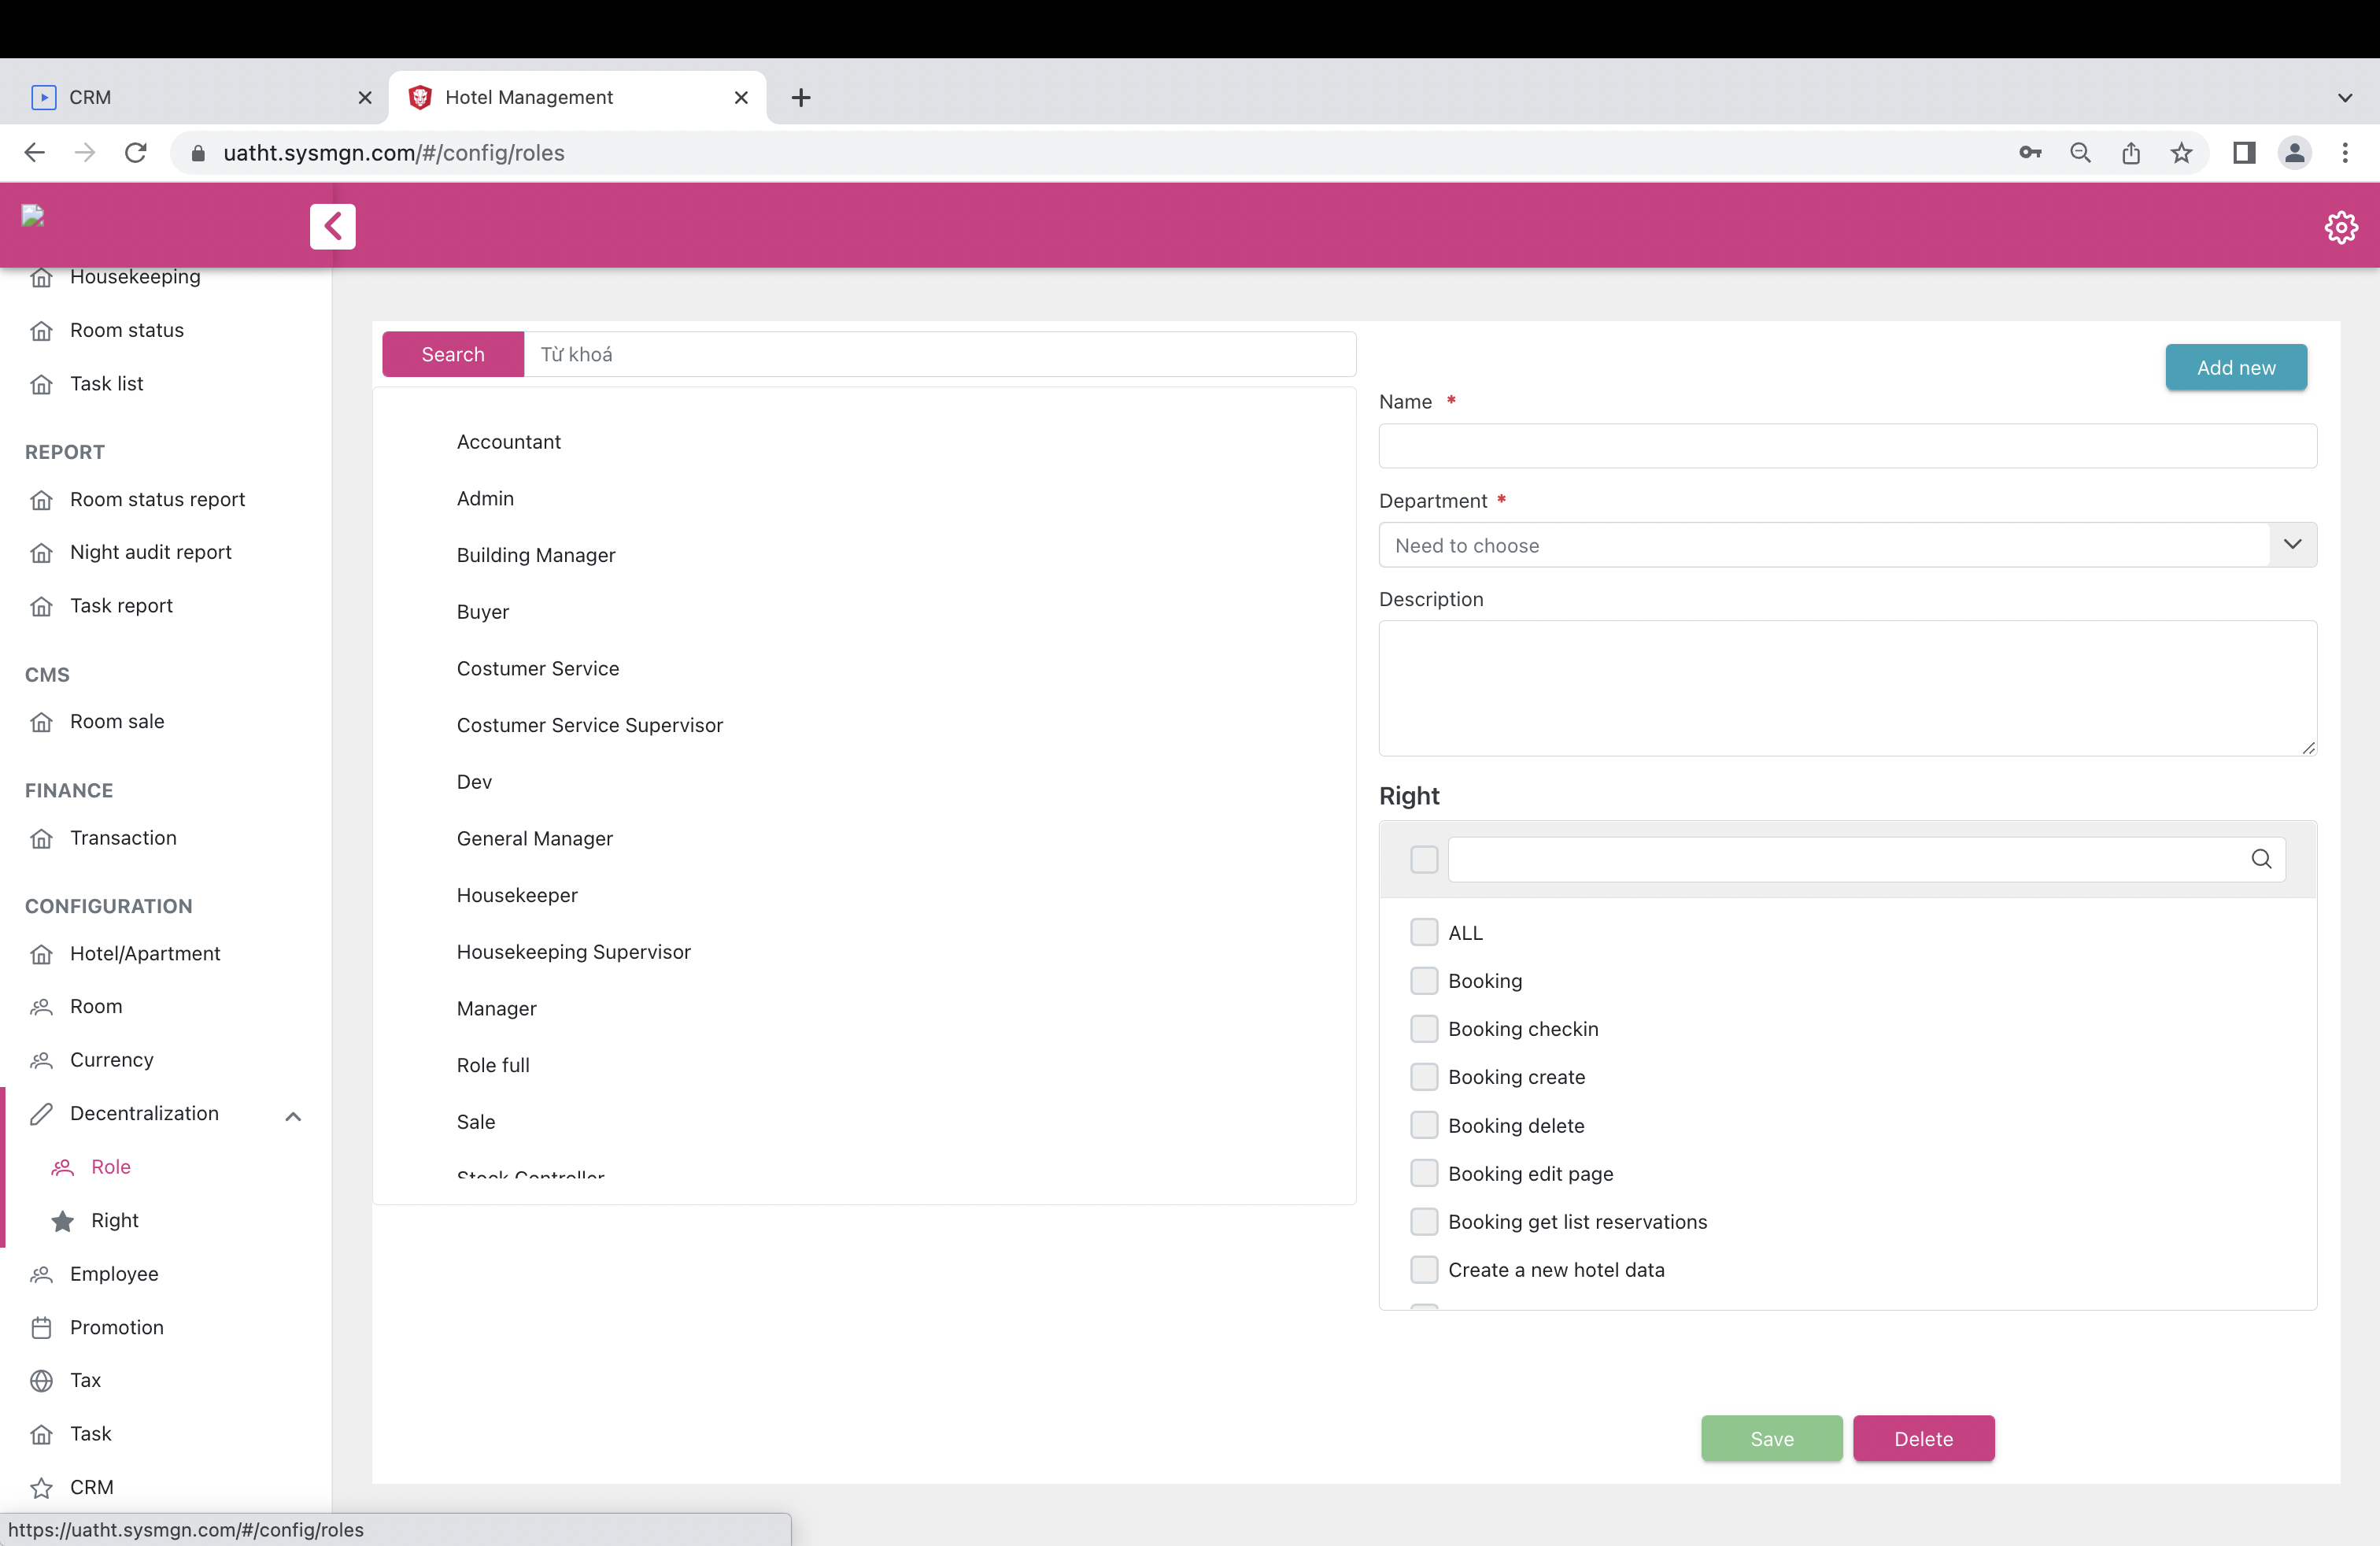 CRM
Hotel Management
uatht.sysmgn.com/#/config/roles
Housekeeping
Room status
Task list
REPORT
Room status report
Night audit report
Task report
CMS
Room sale
FINANCE
Transaction
CONFIGURATION
Hotel/Apartment
Room
Currency
Decentralization
Role
Right
Employee
Promotion
Tax
Task
CRM
https://uatht.sysmgn.com/#/config/roles
Search
Từ khoá
Accountant
Admin
Building Manager
Buyer
Costumer Service
Costumer Service Supervisor
Dev
General Manager
Housekeeper
Housekeeping Supervisor
Manager
Role full
Sale
Stock Controller
Add new
Name *
Department *
Need to choose
Description
Right
ALL
Booking
Booking checkin
Booking create
Booking delete
Booking edit page
Booking get list reservations
Create a new hotel data
Save
Delete